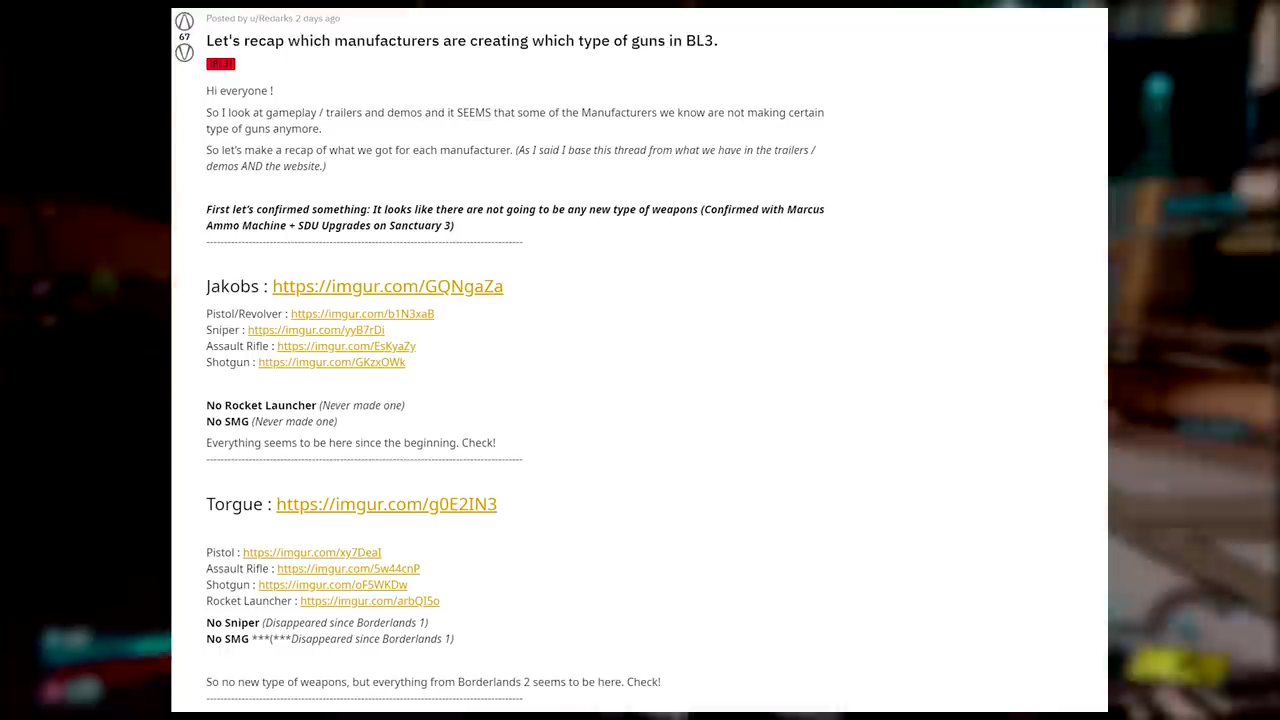 Posted by u/Redarks 2 days ago
67
Let's recap which manufacturers are creating which type of guns in BL3.
[BL3]
Hi everyone !
So I look at gameplay / trailers and demos and it SEEMS that some of the Manufacturers we know are not making certain
type of guns anymore.
So let's make a recap of what we got for each manufacturer. (As I said I base this thread from what we have in the trailers /
demos AND the website.)
First let's confirmed something: It looks like there are not going to be any new type of weapons (Confirmed with Marcus
Ammo Machine + SDU Upgrades on Sanctuary 3)
------------------------------------------------------------------------------------------
Jakobs : https://imgur.com/GQNgaZa
Pistol/Revolver : https://imgur.com/b1N3xaB
Sniper : https://imgur.com/yyB7rDi
Assault Rifle : https://imgur.com/EsKyaZy
Shotgun : https://imgur.com/GKzxOWk
No Rocket Launcher (Never made one)
No SMG (Never made one)
Everything seems to be here since the beginning. Check!
------------------------------------------------------------------------------------------
Torgue : https://imgur.com/g0E2IN3
Pistol : https://imgur.com/xy7DeaI
Assault Rifle : https://imgur.com/5w44cnP
Shotgun : https://imgur.com/oF5WKDw
Rocket Launcher : https://imgur.com/arbQI5o
No Sniper (Disappeared since Borderlands 1)
No SMG ***(***Disappeared since Borderlands 1)
So no new type of weapons, but everything from Borderlands 2 seems to be here. Check!
------------------------------------------------------------------------------------------